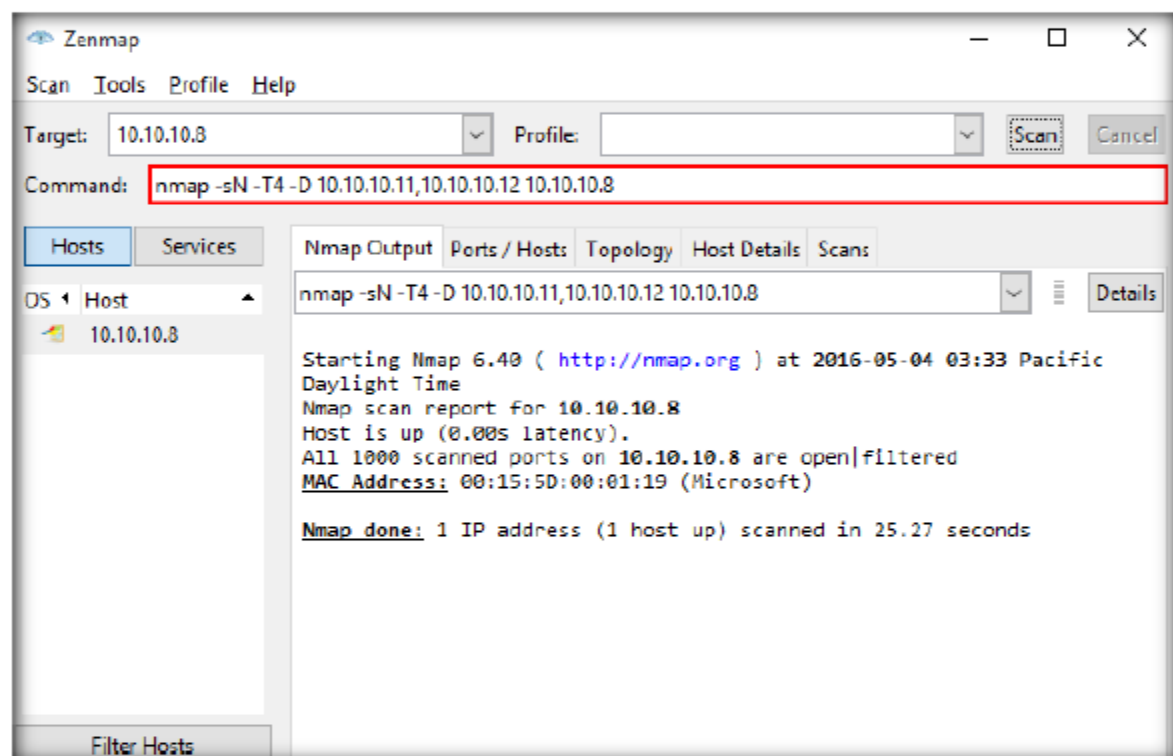 Zenmap
Scan Tools Profile Help
Target: 10.10.10.8 Profile: Scan Cancel
Command: nmap -sN -T4 -D 10.10.10.11,10.10.10.12 10.10.10.8
Hosts Services Nmap Output Ports / Hosts Topology Host Details Scans
OS Host nmap -sN -T4 -D 10.10.10.11,10.10.10.12 10.10.10.8 Details
10.10.10.8
Starting Nmap 6.40 ( http://nmap.org ) at 2016-05-04 03:33 Pacific
Daylight Time
Nmap scan report for 10.10.10.8
Host is up (0.00s latency).
All 1000 scanned ports on 10.10.10.8 are open|filtered
MAC Address: 00:15:5D:00:01:19 (Microsoft)
Nmap done: 1 IP address (1 host up) scanned in 25.27 seconds
Filter Hosts